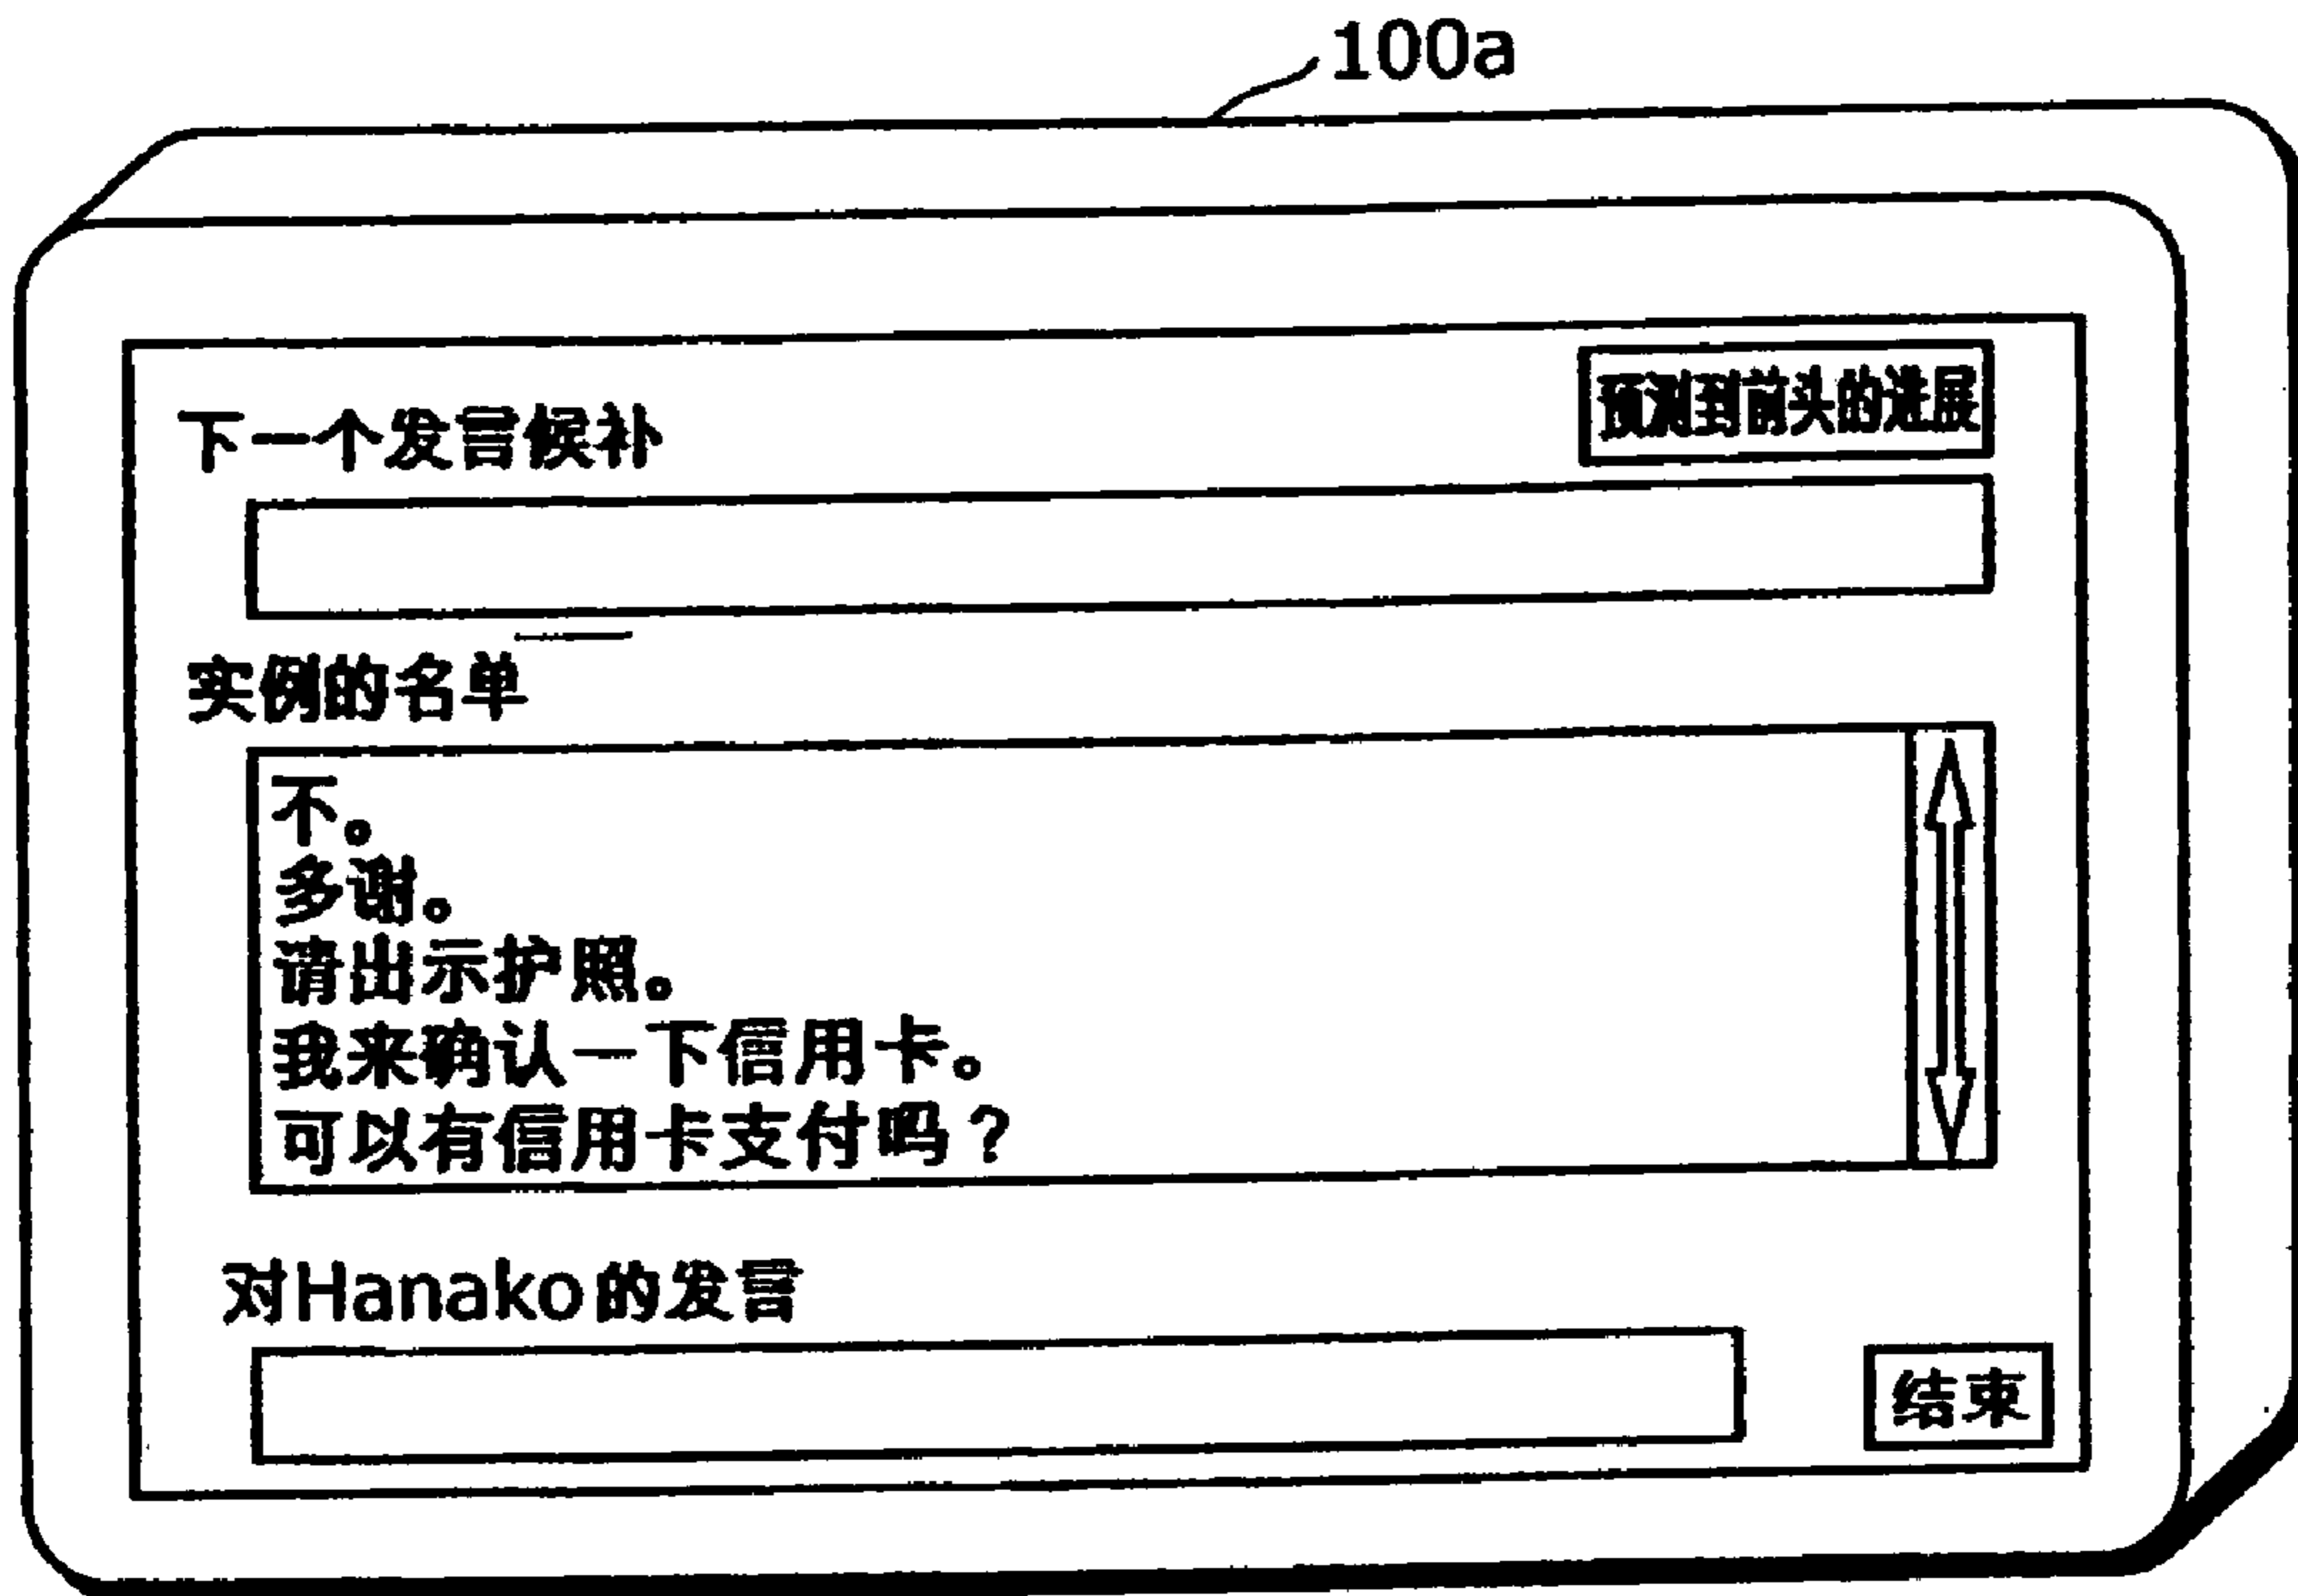 100a
预测到前头的进展
下一个发言候补
实例的名单
不。
多谢。
请出示护照。
我来确认一下信用卡。
可以有信用卡支付吗？
对Hanako的发言
结束